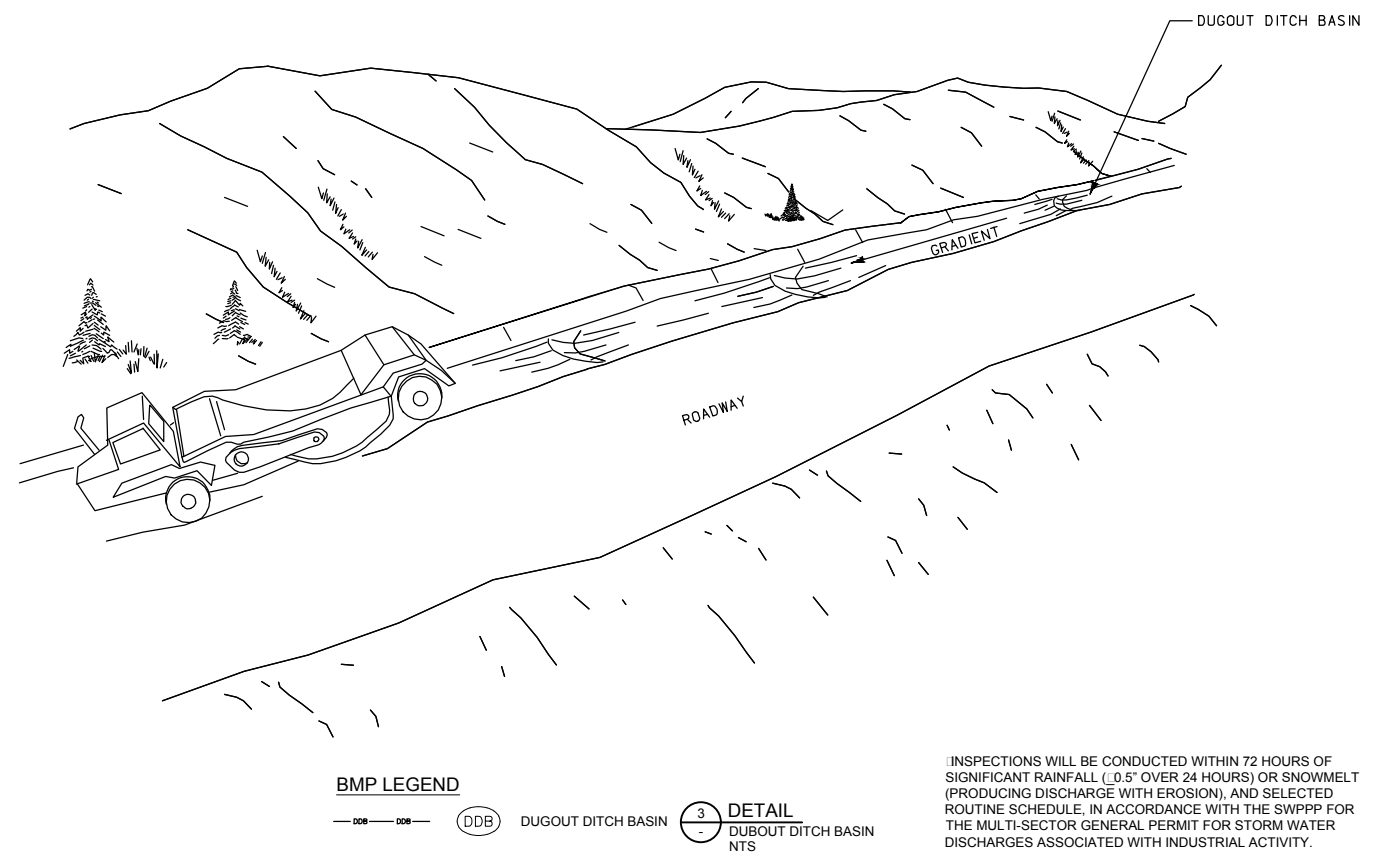 DUGOUT DITCH BASIN
GRADIENT
ROADWAY
BMP LEGEND
DDB DDB
DDB
DUGOUT DITCH BASIN
3
-
DETAIL
DUBOUT DITCH BASIN
NTS
□INSPECTIONS WILL BE CONDUCTED WITHIN 72 HOURS OF
SIGNIFICANT RAINFALL (□0.5" OVER 24 HOURS) OR SNOWMELT
(PRODUCING DISCHARGE WITH EROSION), AND SELECTED
ROUTINE SCHEDULE, IN ACCORDANCE WITH THE SWPPP FOR
THE MULTI-SECTOR GENERAL PERMIT FOR STORM WATER
DISCHARGES ASSOCIATED WITH INDUSTRIAL ACTIVITY.